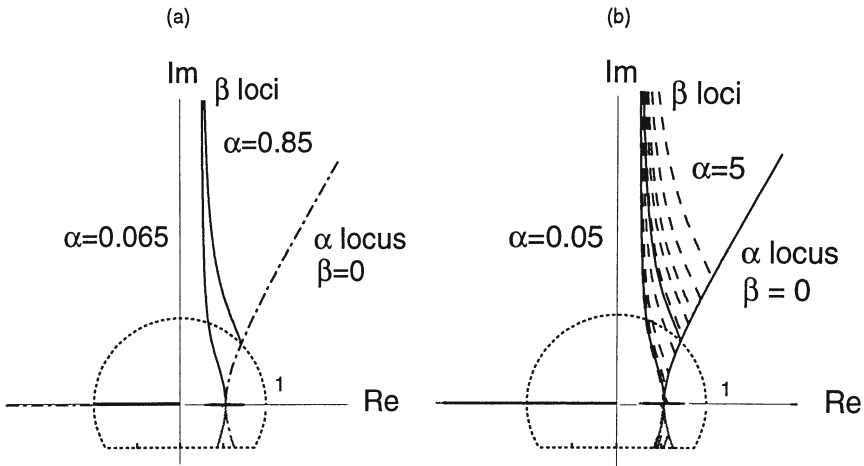 (a)
Im
β loci
α=0.85
α=0.065
α locus
β=0
1
Re
(b)
Im
β loci
α=5
α=0.05
α locus
β = 0
1
Re